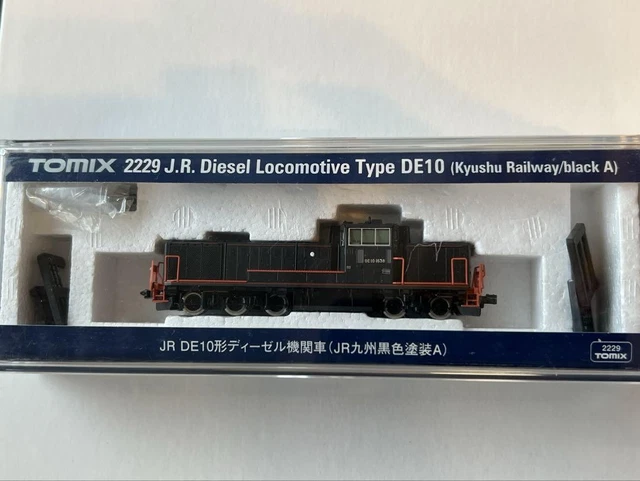 TOMIX 2229 J.R. Diesel Locomotive Type DE10 (Kyushu Railway/black A)
JR DE10形ディーゼル機関車(JR九州黒色塗装A)
2229
TOMIX